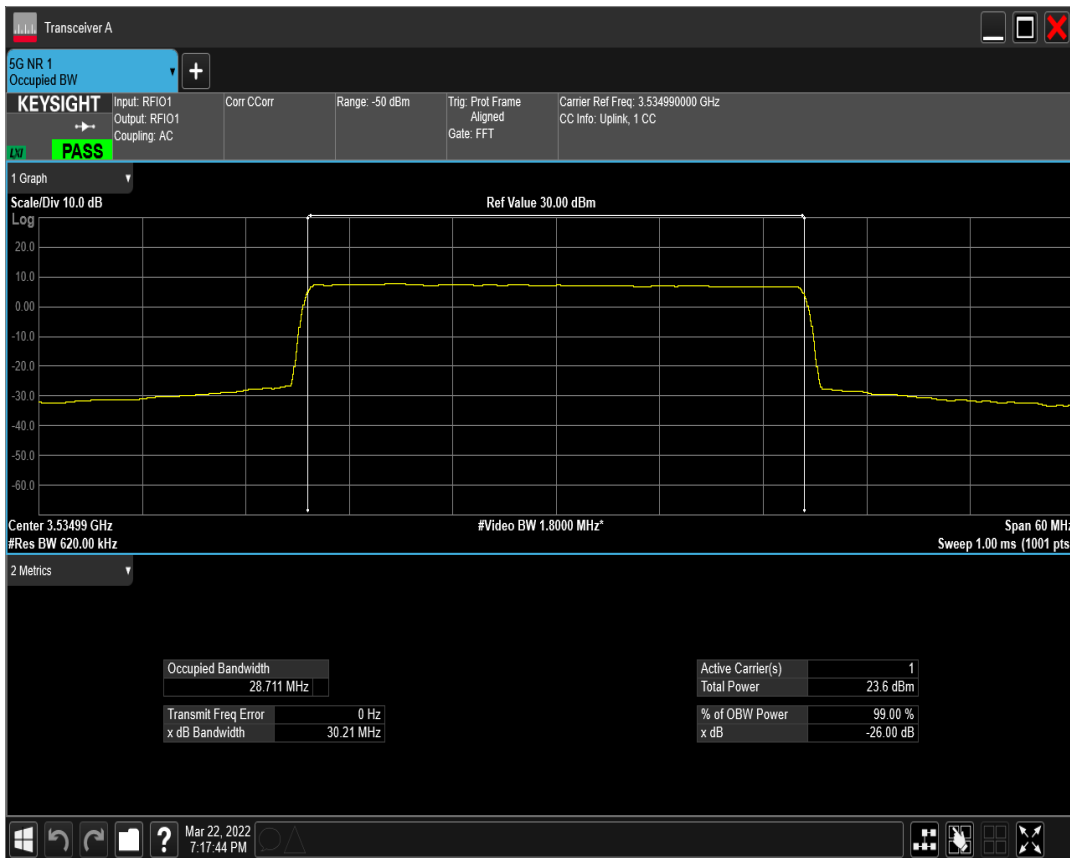 Transceiver A
5G NR 1
Occupied BW
KEYSIGHT
LXI
PASS
Input: RFIO1
Output: RFIO1
Coupling: AC
Corr CCorr
Range: -50 dBm
Trig: Prot Frame
Aligned
Gate: FFT
Carrier Ref Freq: 3.534990000 GHz
CC Info: Uplink, 1 CC
1 Graph
Scale/Div 10.0 dB
Ref Value 30.00 dBm
Log
20.0
10.0
0.00
-10.0
-20.0
-30.0
-40.0
-50.0
-60.0
Center 3.53499 GHz
#Video BW 1.8000 MHz*
Span 60 MHz
#Res BW 620.00 kHz
Sweep 1.00 ms (1001 pts
2 Metrics
Occupied Bandwidth
28.711 MHz
Transmit Freq Error 0 Hz
x dB Bandwidth 30.21 MHz
Active Carrier(s) 1
Total Power 23.6 dBm
% of OBW Power 99.00 %
x dB -26.00 dB
Mar 22, 2022
7:17:44 PM